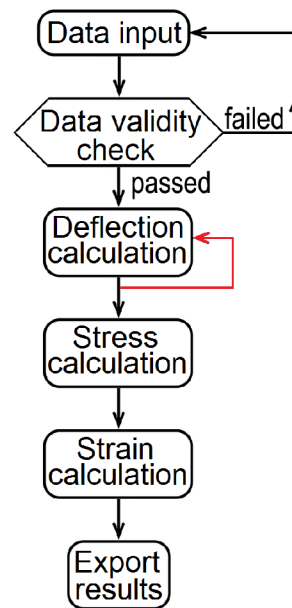 Data input
Data validity
check
failed
passed
Deflection
calculation
Stress
calculation
Strain
calculation
Export
results